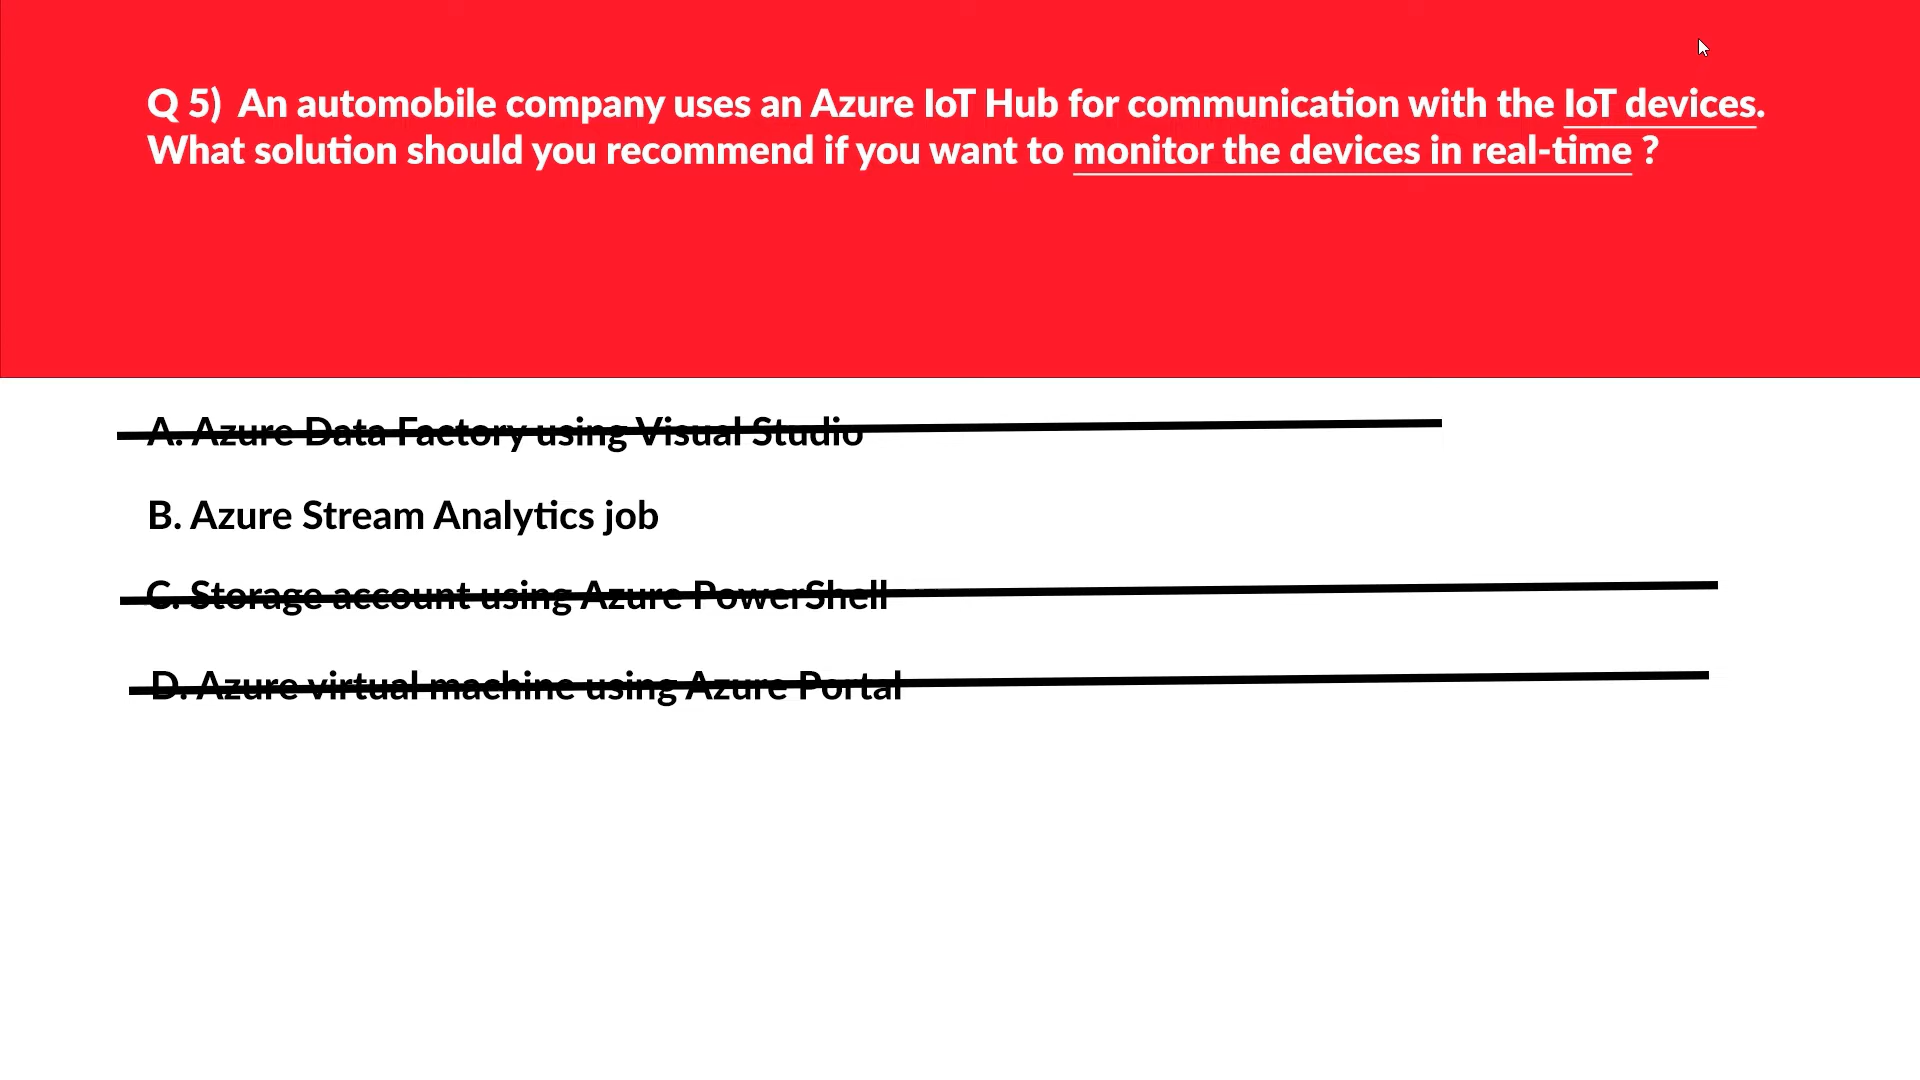 Q 5) An automobile company uses an Azure IoT Hub for communication with the IoT devices.
What solution should you recommend if you want to monitor the devices in real-time ?
A. Azure Data Factory using Visual Studio
B. Azure Stream Analytics job
C. Storage account using Azure PowerShell
D. Azure virtual machine using Azure Portal